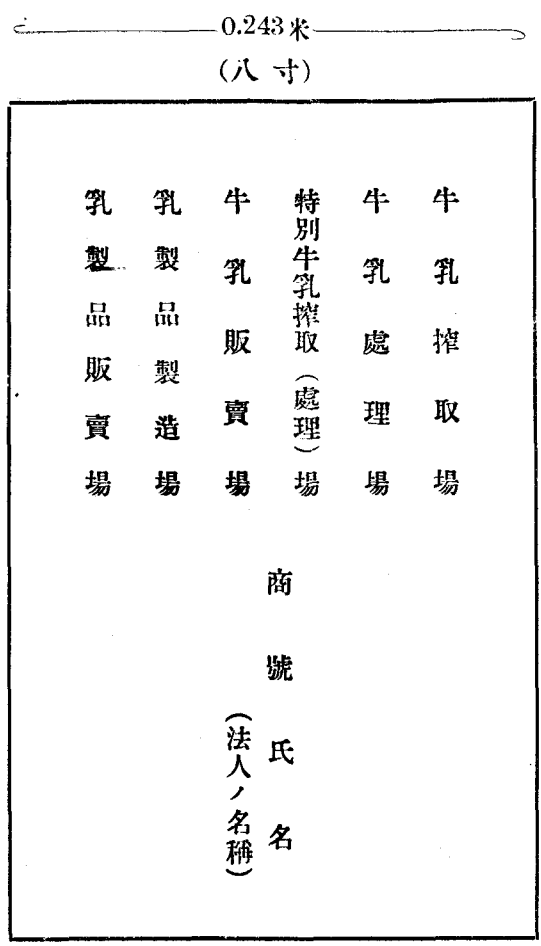 0.243米
(八寸)
牛乳搾取場
牛乳處理場
特別牛乳搾取(處理)場
牛乳販賣場
乳製品製造場
乳製品販賣場
商號氏名
(法人ノ名稱)